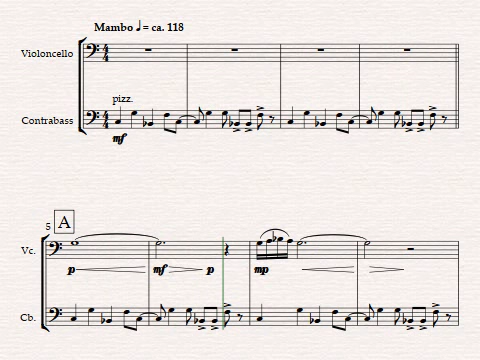 Mambo ♩= ca. 118
Violoncello
pizz.
Contrabass
mf
5 A
Vc.
p mf p mp
Cb.